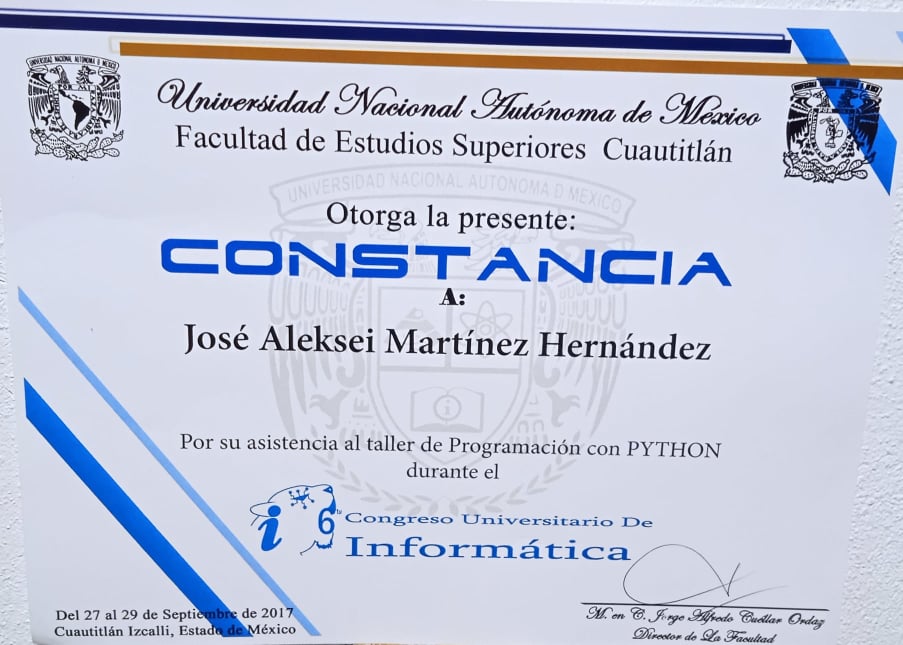 Universidad Nacional Autónoma de México
Facultad de Estudios Superiores Cuautitlán
UNIVERSIDAD NACIONAL AUTONOMA D MEXICO
Otorga la presente:
CONSTANCIA
A:
José Aleksei Martínez Hernández
Por su asistencia al taller de Programación con PYTHON
durante el
i 6to Congreso Universitario De
Informática
Del 27 al 29 de Septiembre de 2017
Cuautitlán Izcalli, Estado de México
M. en C. Jorge Alfredo Cuéllar Ordaz
Director de La Facultad